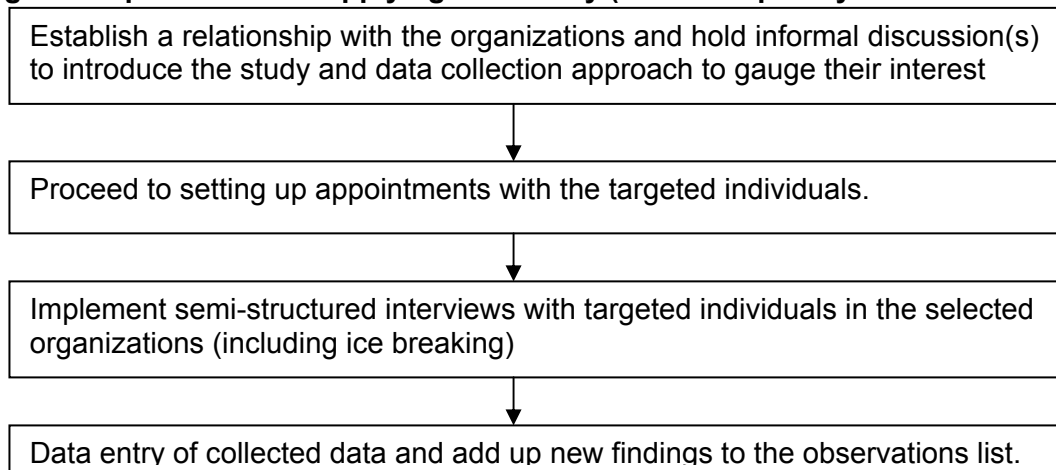 Establish a relationship with the organizations and hold informal discussion(s)
to introduce the study and data collection approach to gauge their interest
Proceed to setting up appointments with the targeted individuals.
Implement semi-structured interviews with targeted individuals in the selected
organizations (including ice breaking)
Data entry of collected data and add up new findings to the observations list.